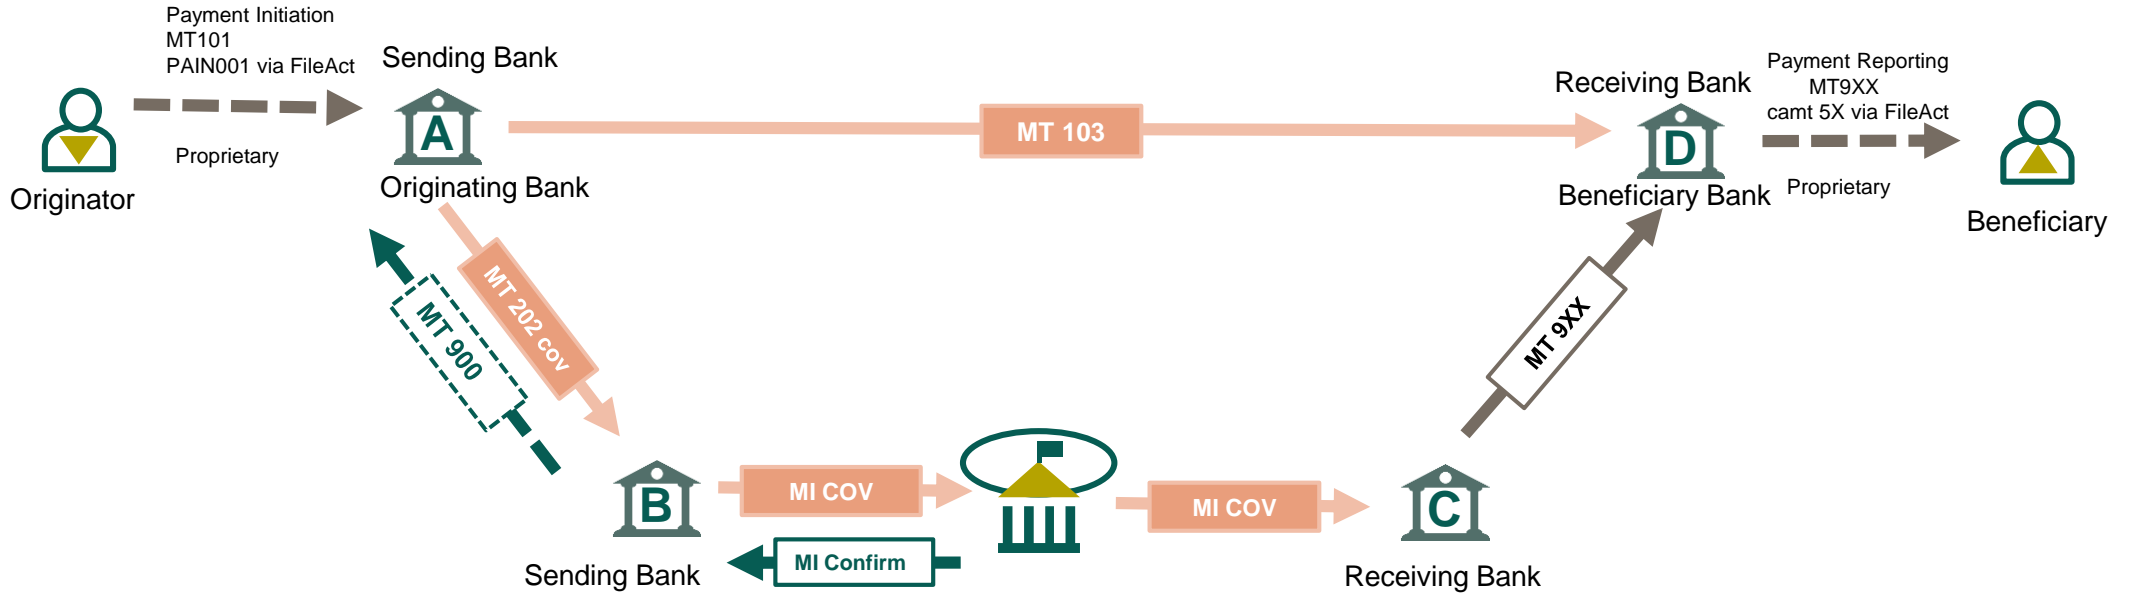 Payment Initiation
MT101
PAIN001 via FileAct
Proprietary
Originator
Sending Bank
A
Originating Bank
MT 103
Receiving Bank
D
Beneficiary Bank
Payment Reporting
MT9XX
camt 5X via FileAct
Proprietary
Beneficiary
MT 202 cov
MT 900
MT 9XX
B
Sending Bank
MI COV
MI Confirm
MI COV
C
Receiving Bank